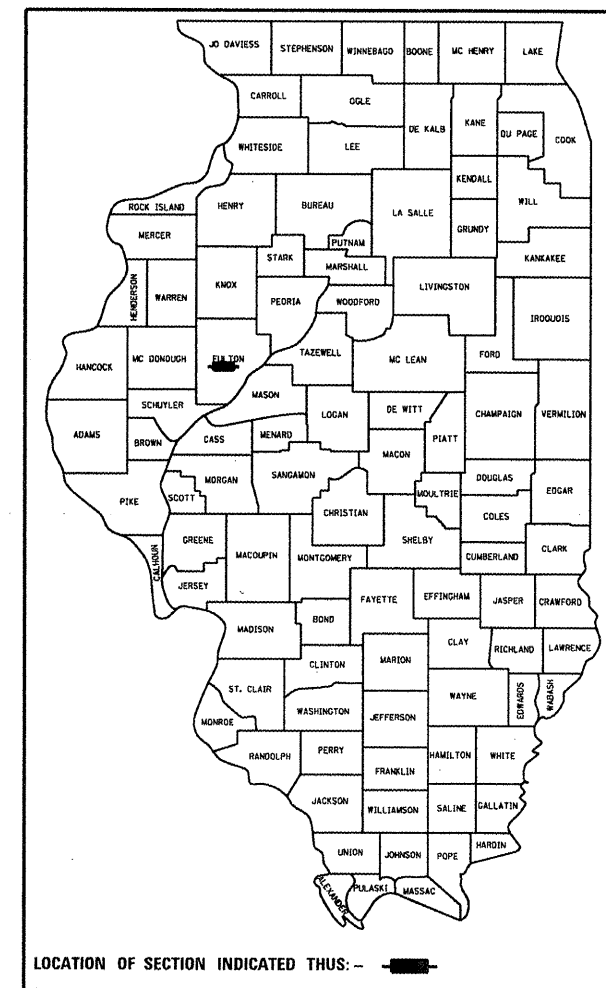 JO DAVIESS STEPHENSON WINNEBAGO BOONE MC HENRY LAKE
CARROLL OGLE DE KALB KANE DU PAGE COOK
WHITESIDE LEE
KENDALL WILL
ROCK ISLAND HENRY BUREAU LA SALLE GRUNDY
MERCER PUTNAM
STARK MARSHALL KANKAKEE
HENDERSON WARREN KNOX PEORIA WOODFORD LIVINGSTON IROQUOIS
HANCOCK MC DONOUGH FULTON TAZEWELL MC LEAN FORD
SCHUYLER MASON LOGAN DE WITT CHAMPAIGN VERMILION
ADAMS BROWN CASS MENARD MACON PIATT
PIKE SCOTT MORGAN SANGAMON MOULTRIE DOUGLAS EDGAR
CHRISTIAN COLES
CALHOUN GREENE MACOUPIN MONTGOMERY SHELBY CUMBERLAND CLARK
JERSEY
MADISON BOND FAYETTE EFFINGHAM JASPER CRAWFORD
CLINTON MARION CLAY RICHLAND LAWRENCE
ST. CLAIR WASHINGTON WAYNE EDWARDS WABASH
MONROE JEFFERSON
RANDOLPH PERRY FRANKLIN HAMILTON WHITE
JACKSON WILLIAMSON SALINE GALLATIN
UNION JOHNSON POPE HARDIN
ALEXANDER PULASKI MASSAC
LOCATION OF SECTION INDICATED THUS: –